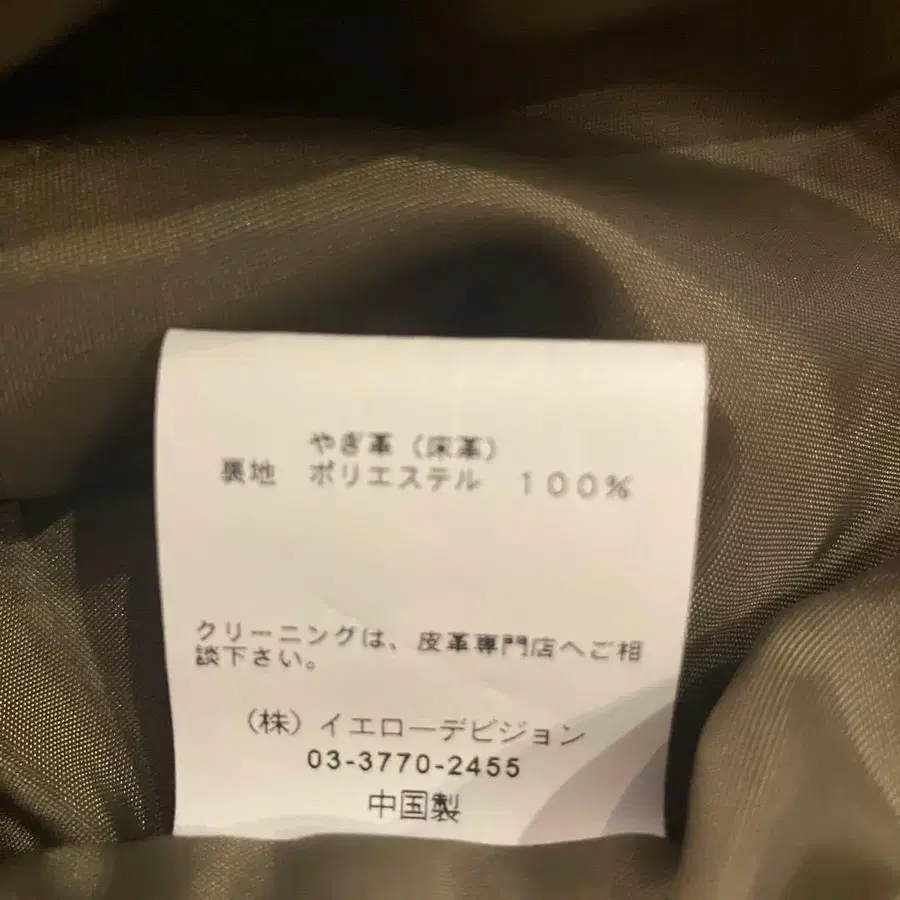 やぎ革（床革）
裏地　ポリエステル　１００％
クリーニングは、皮革専門店へご相
談下さい。
（株）イエローデビジョン
03-3770-2455
中国製